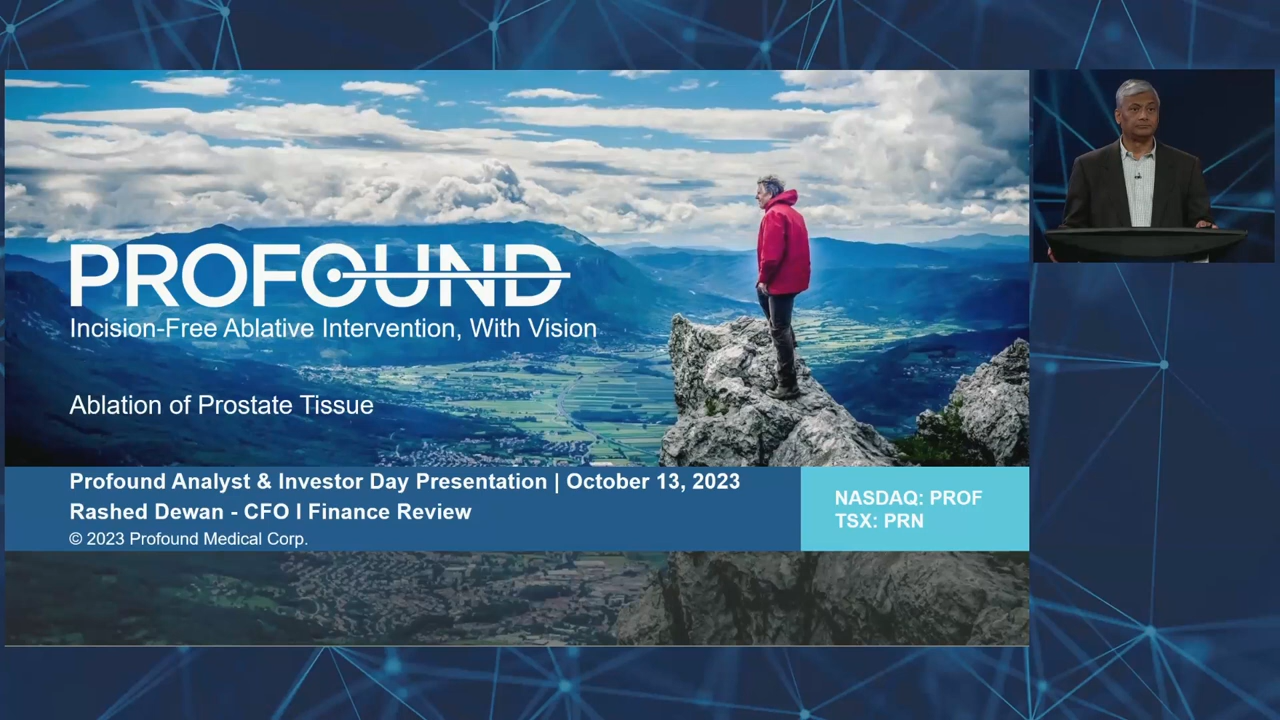 PROFOUND
Incision-Free Ablative Intervention, With Vision
Ablation of Prostate Tissue
Profound Analyst & Investor Day Presentation | October 13, 2023
Rashed Dewan - CFO I Finance Review
© 2023 Profound Medical Corp.
NASDAQ: PROF
TSX: PRN